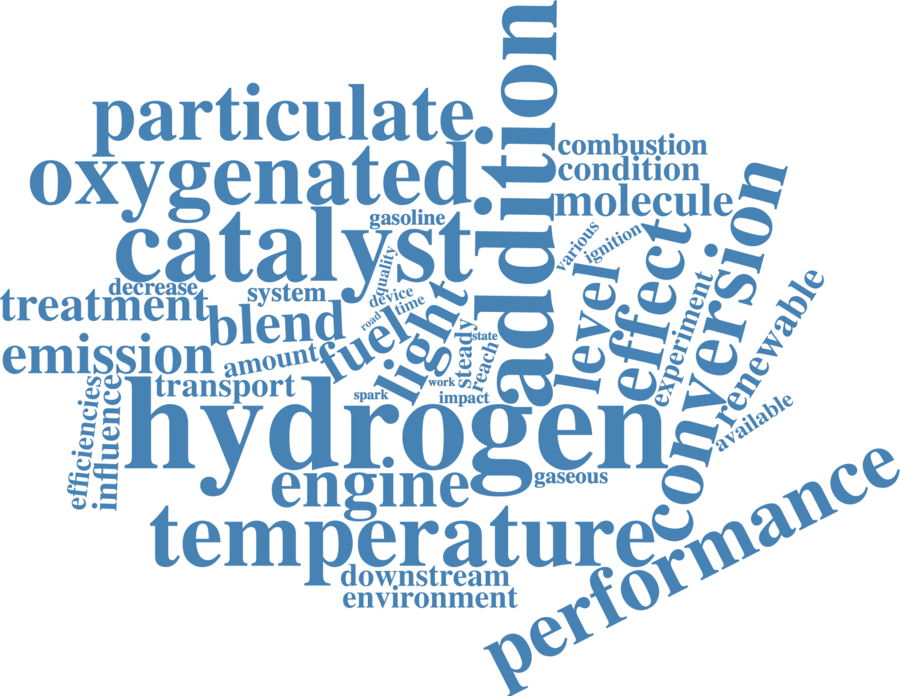 addition
particulate
combustion
oxygenated
condition
molecule
conversion
catalyst
gasoline
various
ignition
effect
equality
level
decrease
system
device
treatment
time
road
light
blend
fuel
steady
state
experiment
renewable
emission
amount
reach
transport
work
spark
impact
efficiencies
influence
hydrogen
available
engine
gaseous
temperature
performance
downstream
environment